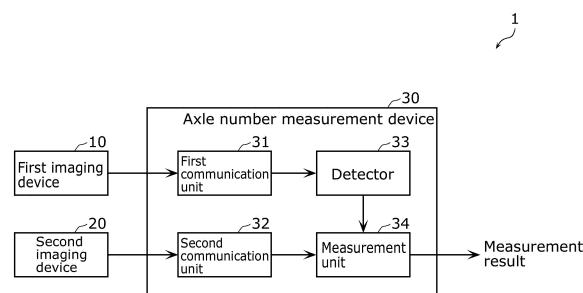 1
30
Axle number measurement device
10
First imaging
device
31
First
communication
unit
33
Detector
20
Second
imaging
device
32
Second
communication
unit
34
Measurement
unit
Measurement
result